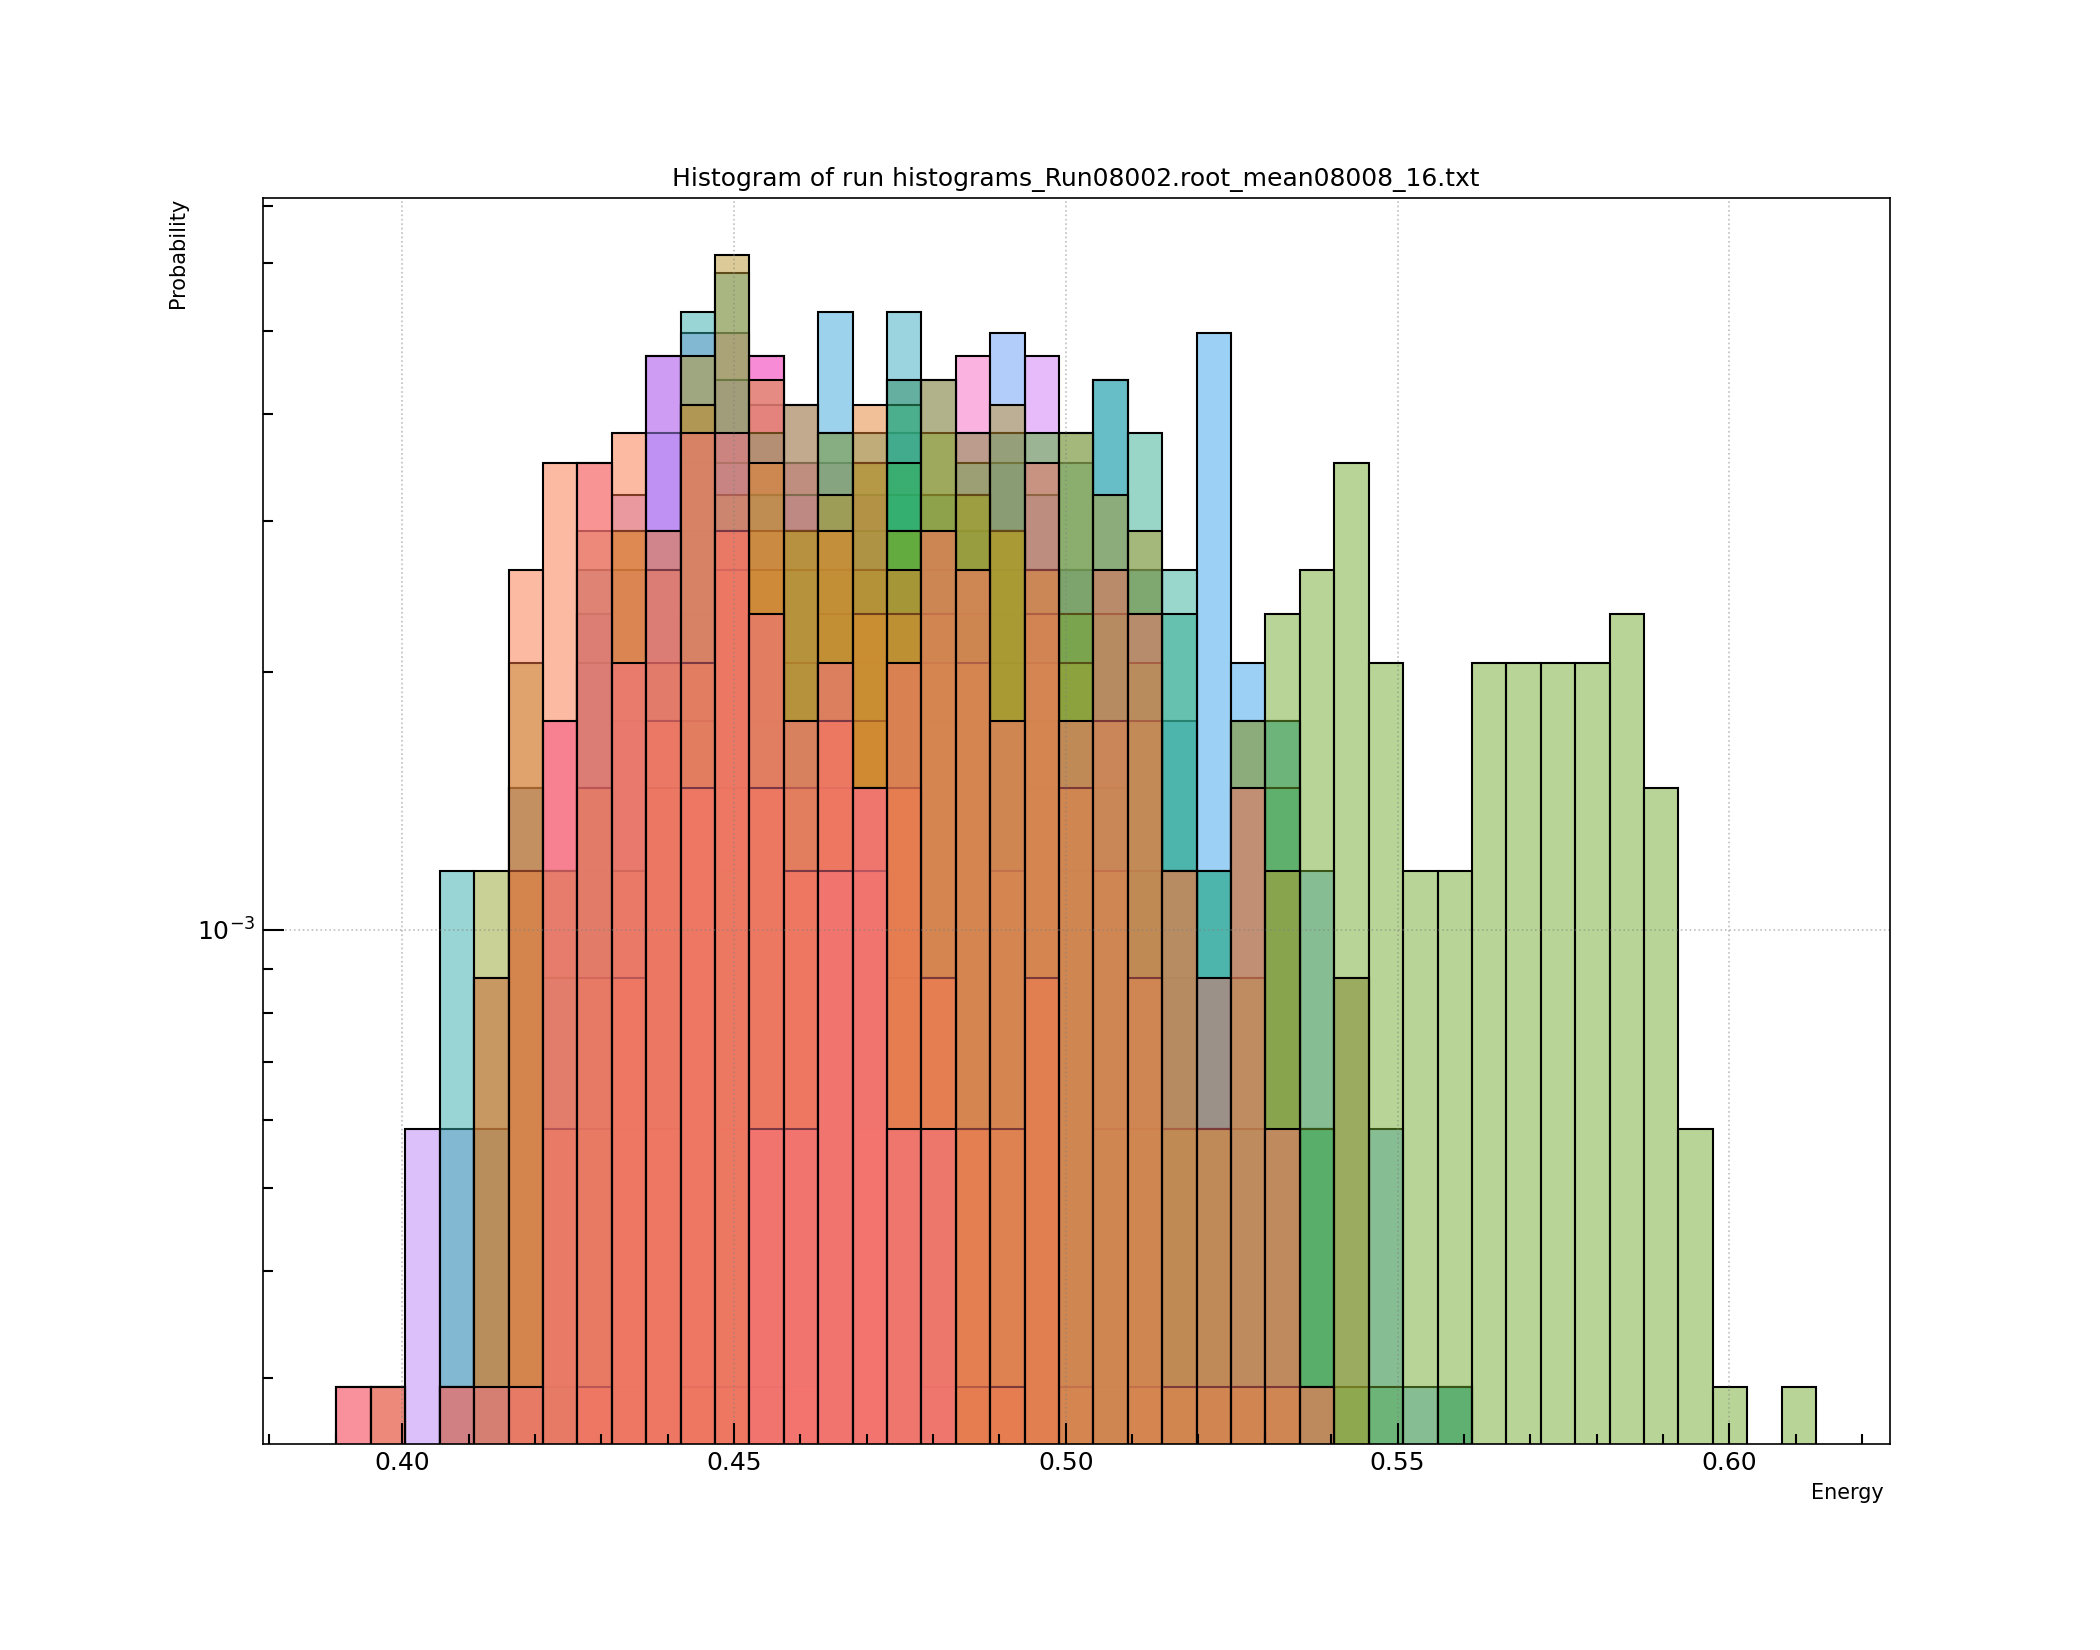 Histogram of run histograms_Run08002.root_mean08008_16.txt
Probability
10⁻³
0.40 0.45 0.50 0.55 0.60
Energy